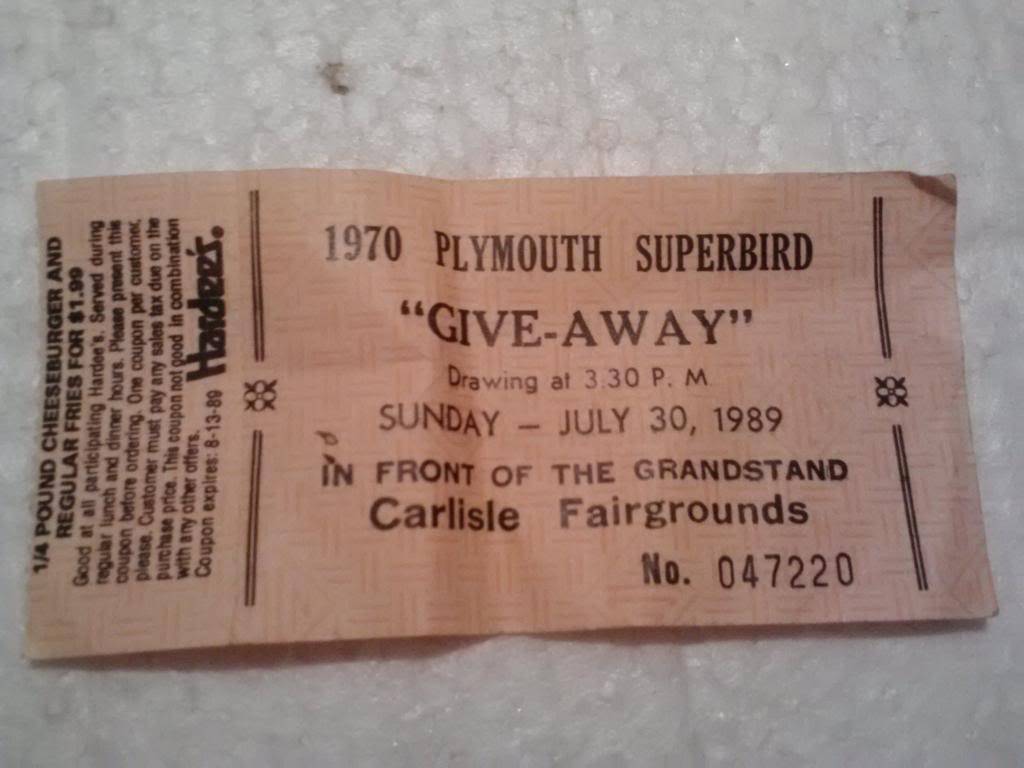 1/4 POUND CHEESEBURGER AND
REGULAR FRIES FOR $1.99
Good at all participating Hardee's. Served during
regular lunch and dinner hours. Please present this
coupon before ordering. One coupon per customer,
please. Customer must pay any sales tax due on the
purchase price. This coupon not good in combination
with any other offers.
Coupon expires: 8-13-89
Hardee's.
1970 PLYMOUTH SUPERBIRD
“GIVE-AWAY”
Drawing at 3:30 P. M
SUNDAY — JULY 30, 1989
IN FRONT OF THE GRANDSTAND
Carlisle Fairgrounds
No. 047220